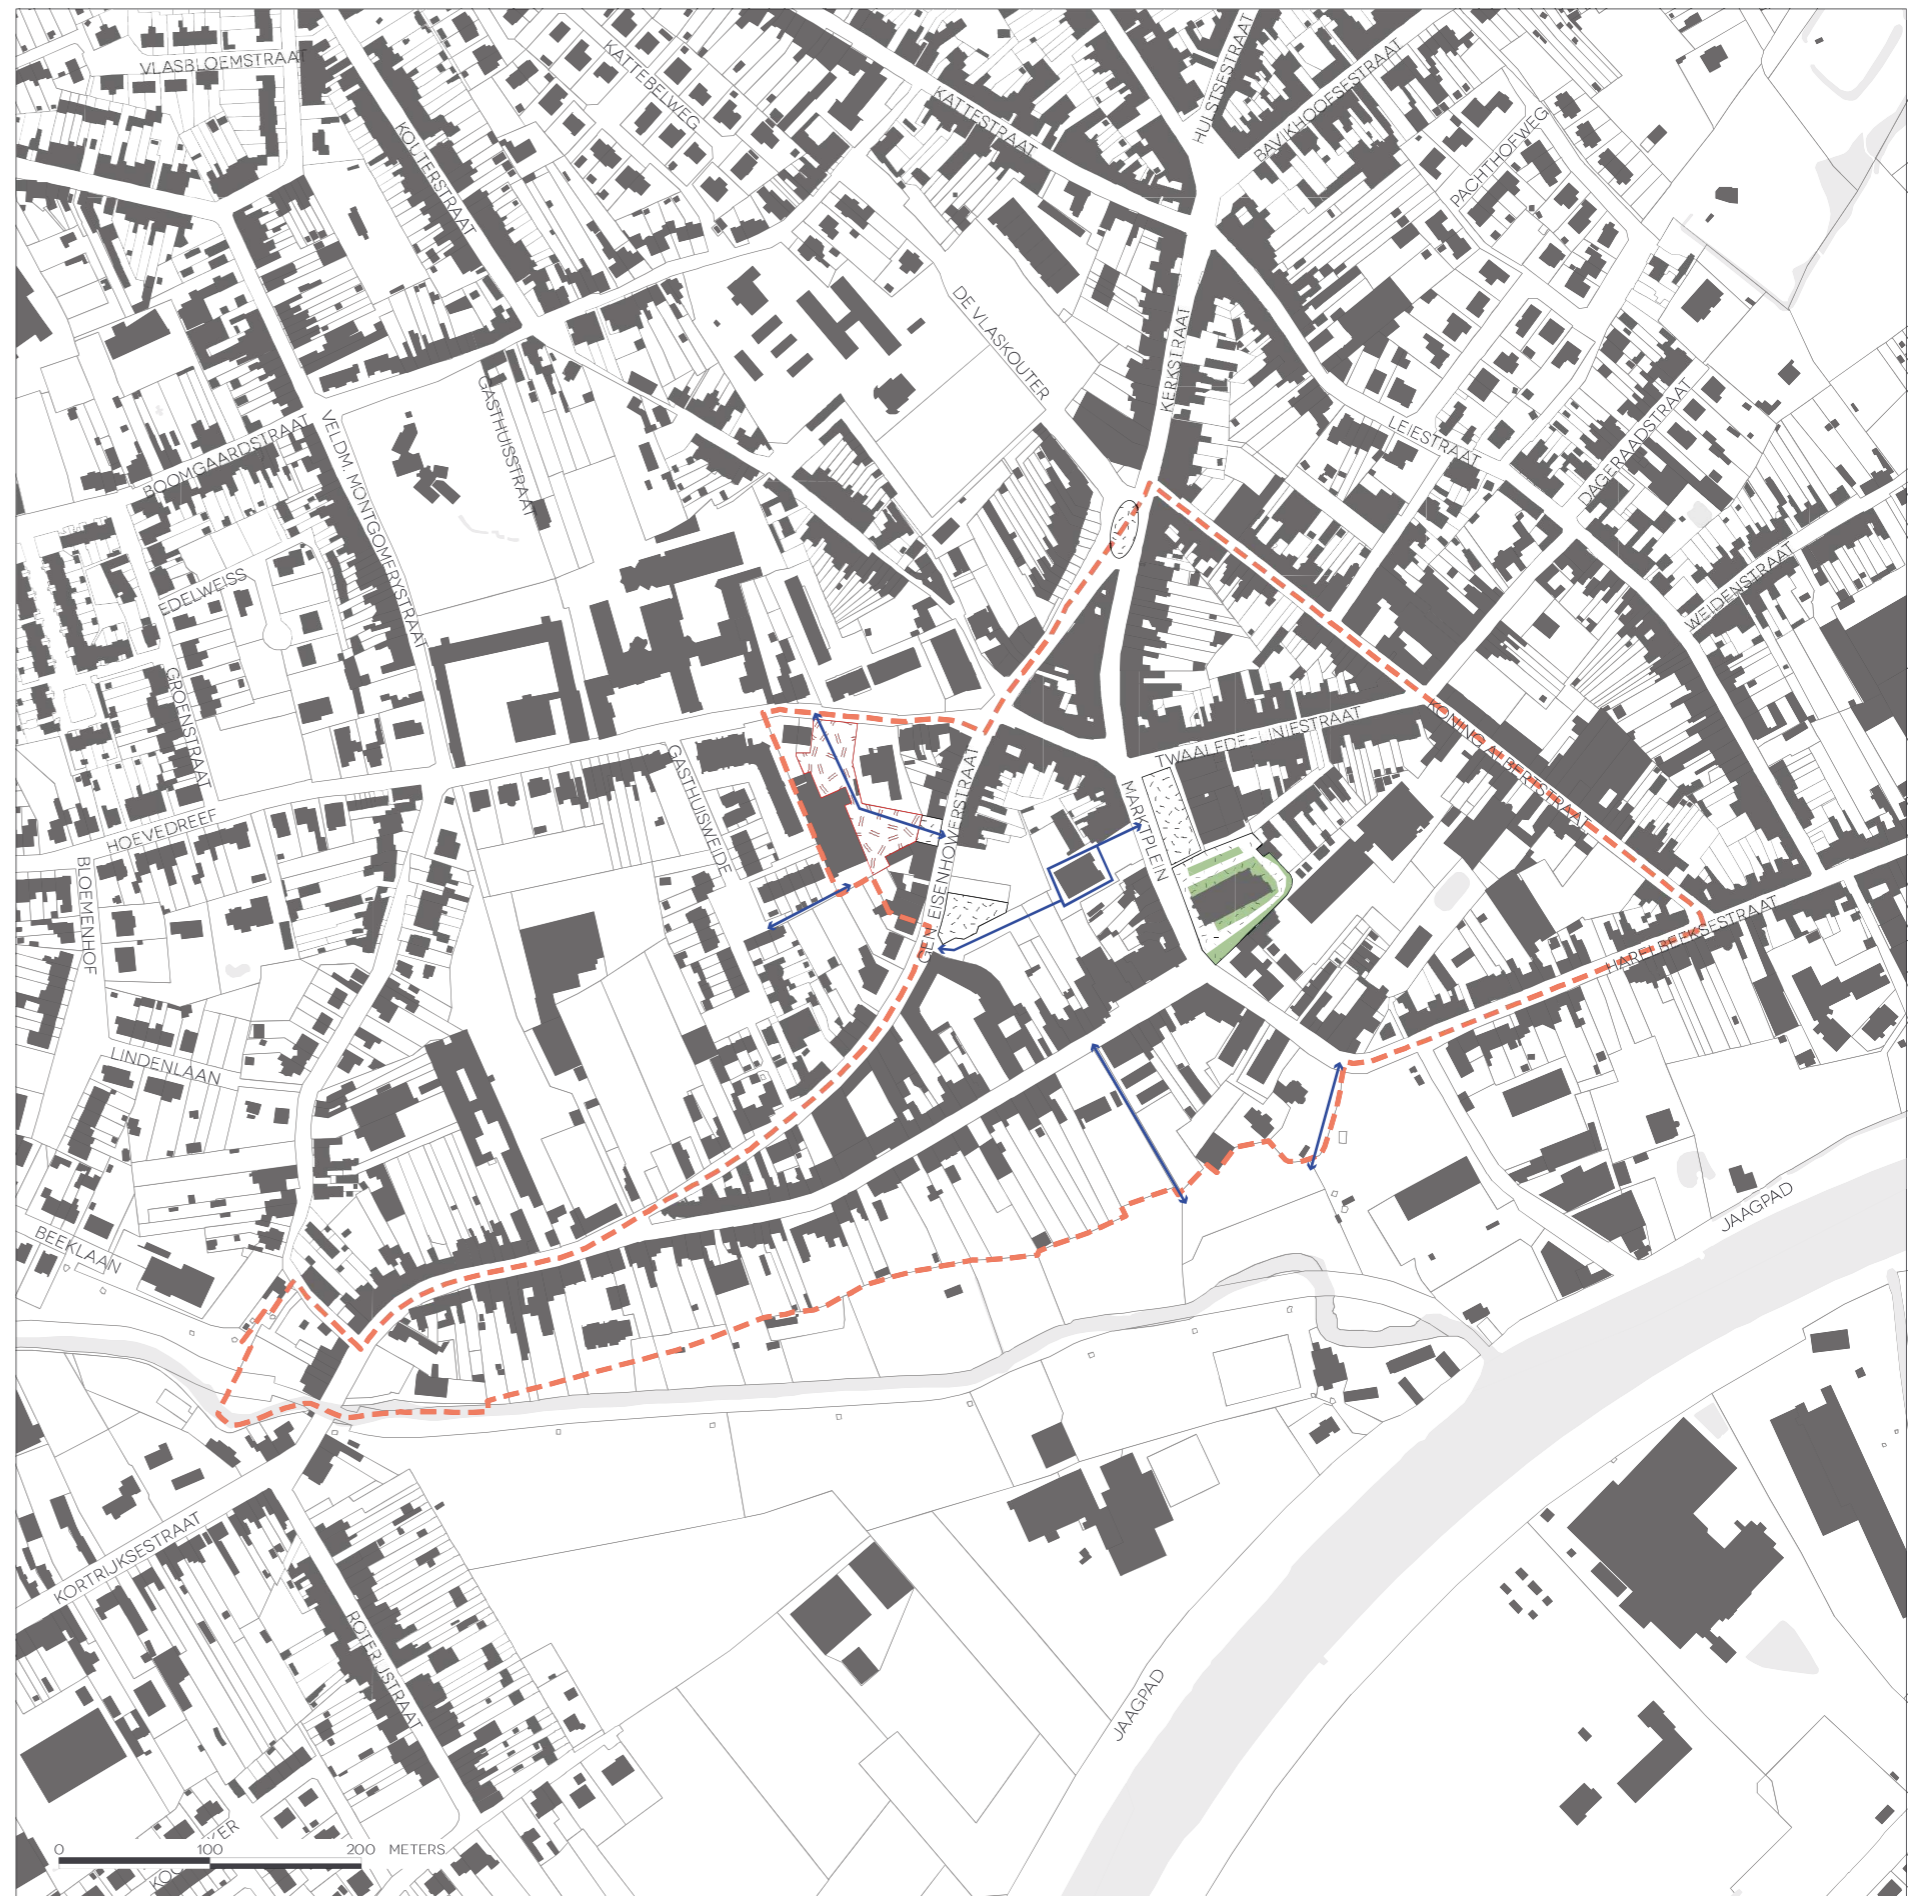 VLASBLOEMSTRAAT
KATTEBELWEG
KATTESTRAAT
HULSTSESTRAAT
BAVIKHOOFSESTRAAT
PACHTHOFWEG
KOUTERSTRAAT
DE VLASKOUTER
KERKSTRAAT
GASTHUISSTRAAT
VELDM. MONTGOMERYSTRAAT
BOOMGAARDSTRAAT
LEIESTRAAT
DAGERAADSTRAAT
WEIDENSTRAAT
EDELWEISS
GROENSTRAAT
HOEVEDREEF
BLOEMENHOF
GASTHUISWEIDE
GEN. EISENHOWERSTRAAT
MARKTPLEIN
TWAALFDE-LINIESTRAAT
KONING ALBERTSTRAAT
HARELBEEKSESTRAAT
LINDENLAAN
BEEKLAAN
JAAGPAD
KORTRIJKSESTRAAT
ROTERIJSTRAAT
JAAGPAD
0 100 200 METERS